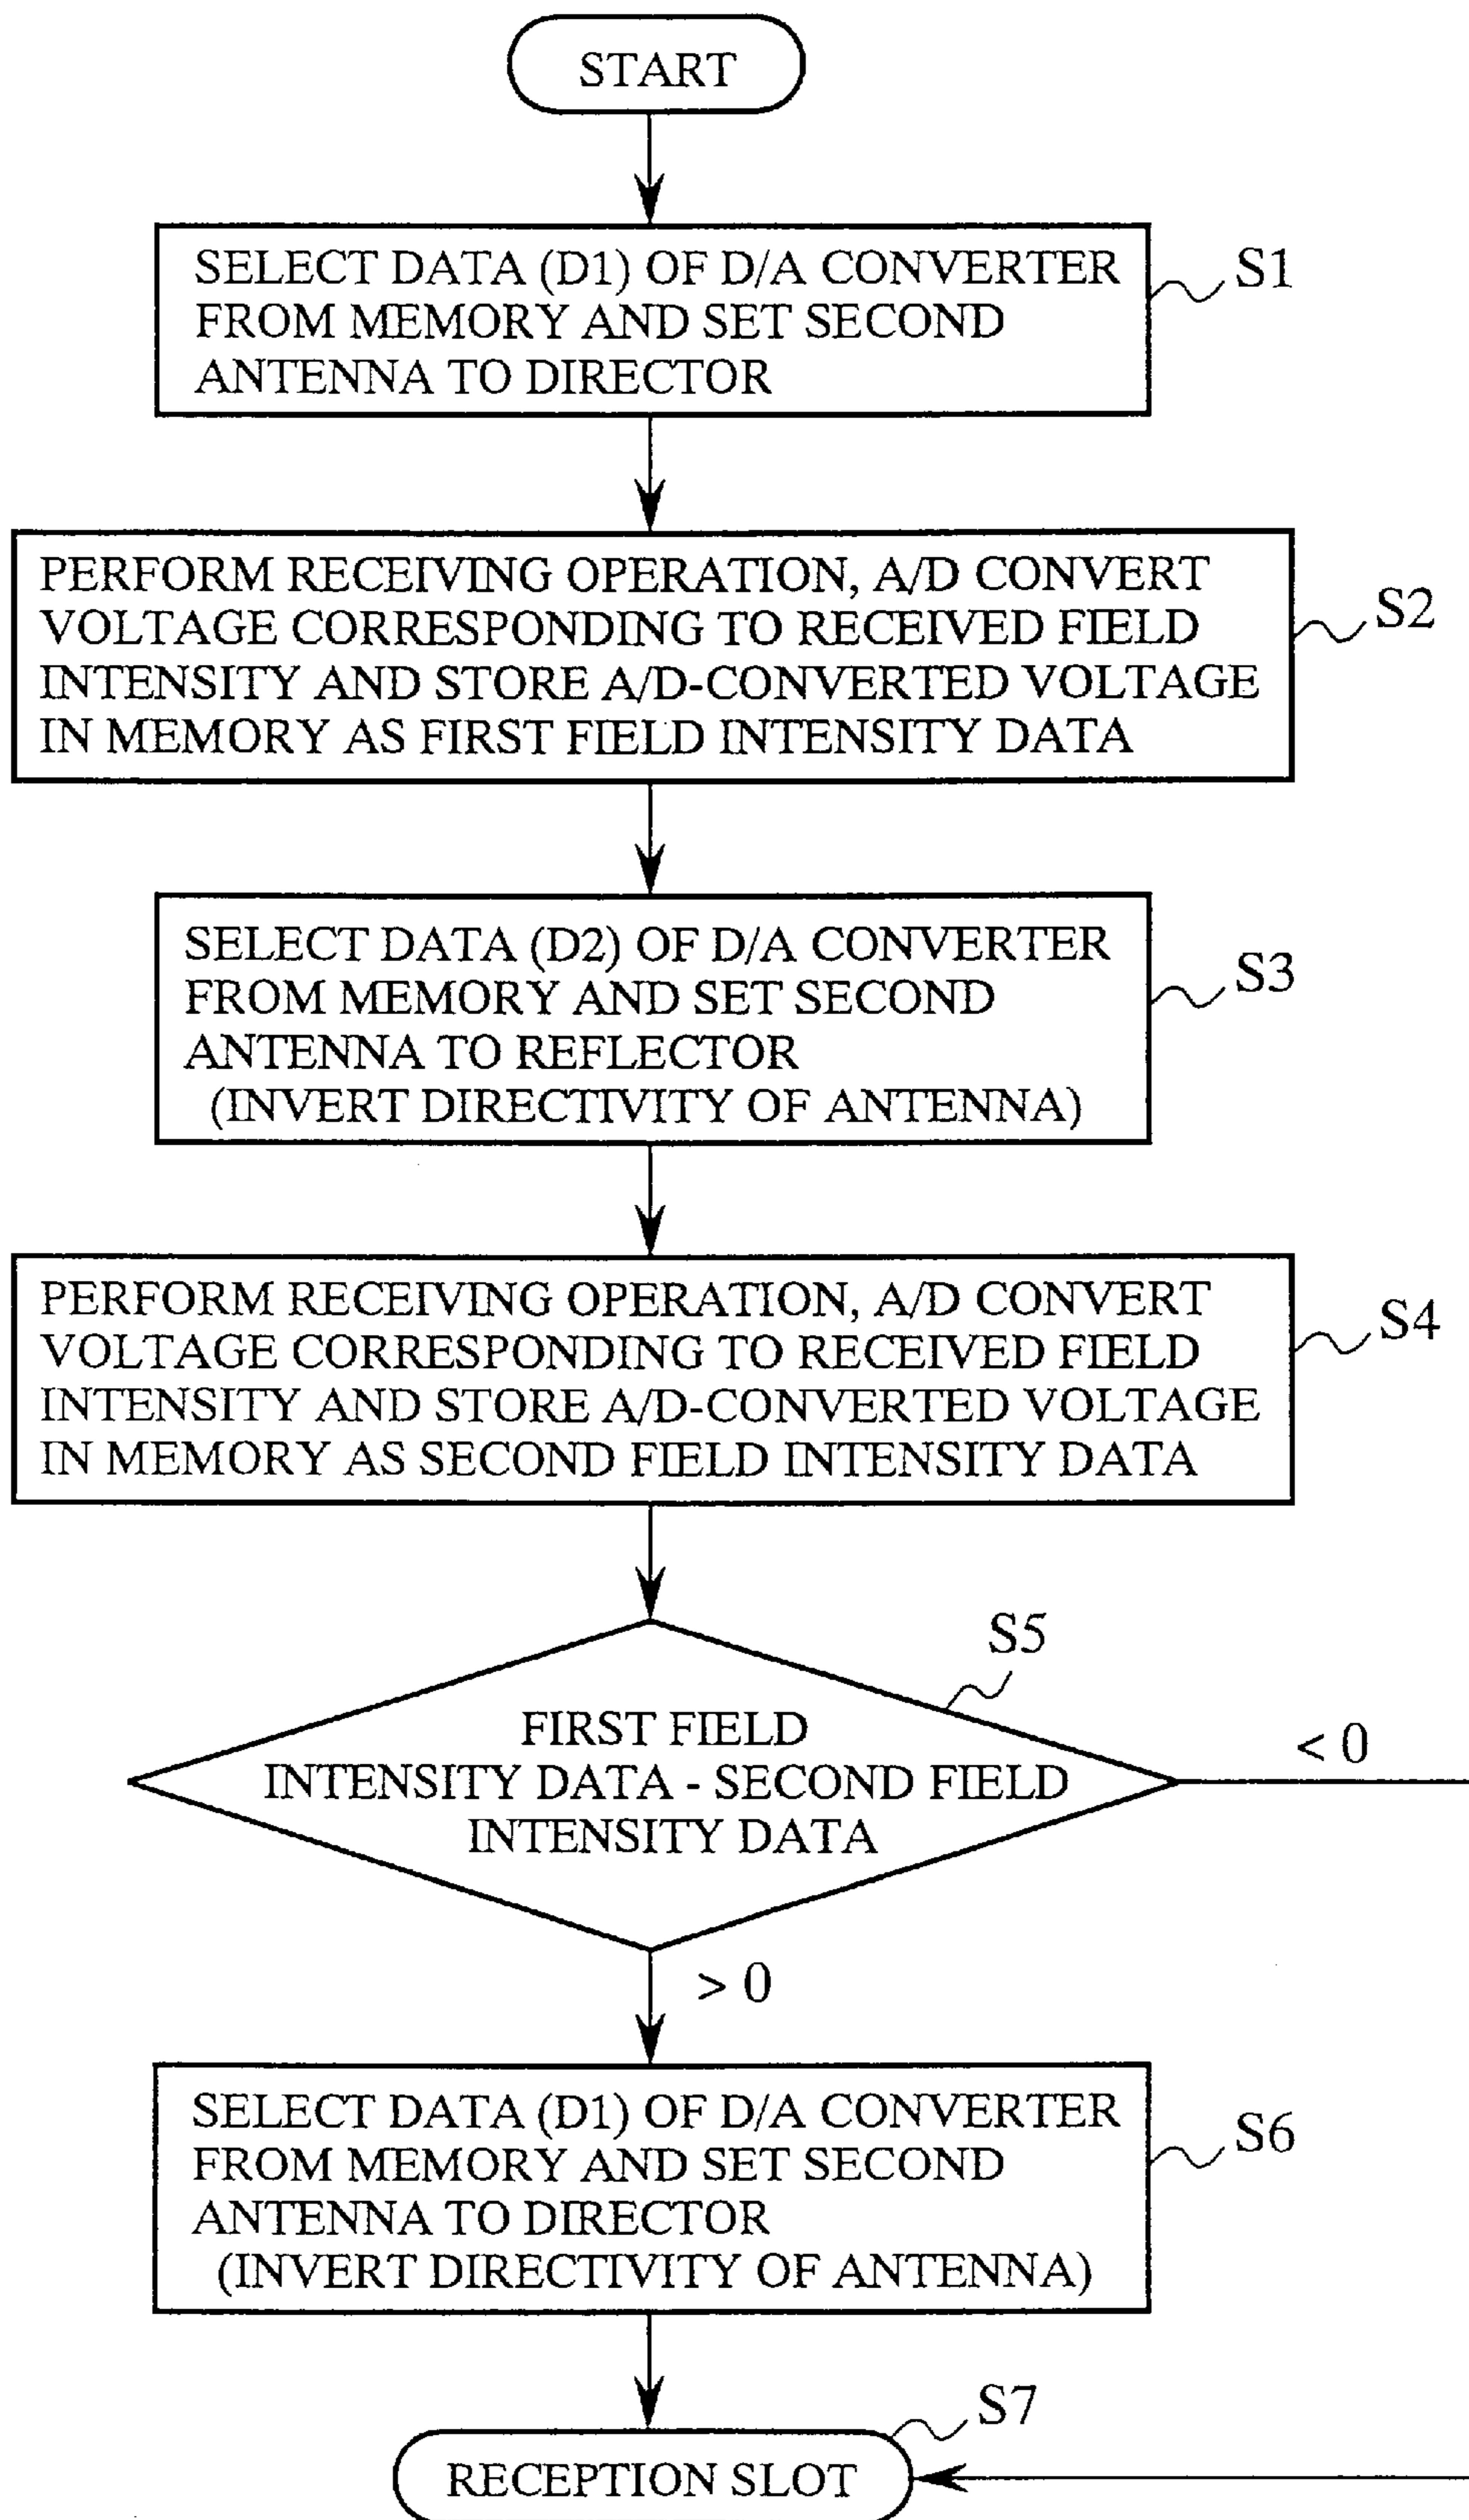 START
SELECT DATA (D1) OF D/A CONVERTER
FROM MEMORY AND SET SECOND
ANTENNA TO DIRECTOR
S1
PERFORM RECEIVING OPERATION, A/D CONVERT
VOLTAGE CORRESPONDING TO RECEIVED FIELD
INTENSITY AND STORE A/D-CONVERTED VOLTAGE
IN MEMORY AS FIRST FIELD INTENSITY DATA
S2
SELECT DATA (D2) OF D/A CONVERTER
FROM MEMORY AND SET SECOND
ANTENNA TO REFLECTOR
(INVERT DIRECTIVITY OF ANTENNA)
S3
PERFORM RECEIVING OPERATION, A/D CONVERT
VOLTAGE CORRESPONDING TO RECEIVED FIELD
INTENSITY AND STORE A/D-CONVERTED VOLTAGE
IN MEMORY AS SECOND FIELD INTENSITY DATA
S4
S5
FIRST FIELD
INTENSITY DATA - SECOND FIELD
INTENSITY DATA
< 0
> 0
SELECT DATA (D1) OF D/A CONVERTER
FROM MEMORY AND SET SECOND
ANTENNA TO DIRECTOR
(INVERT DIRECTIVITY OF ANTENNA)
S6
S7
RECEPTION SLOT